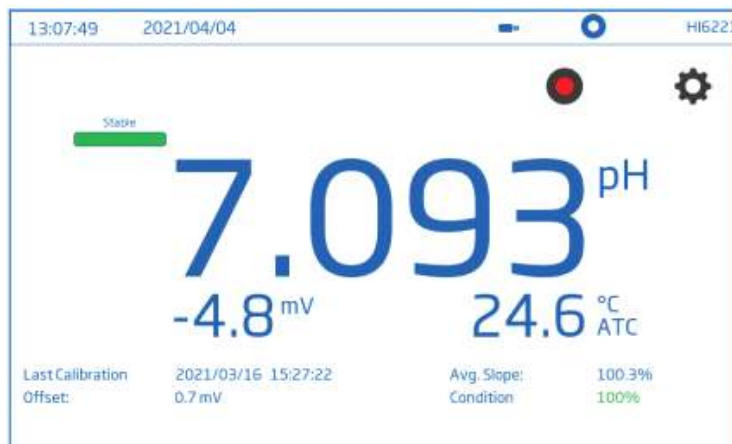 13:07:49 2021/04/04
Stable
7.093 pH
-4.8 mV 24.6 °C
ATC
Last Calibration 2021/03/16 15:27:22 Avg. Slope: 100.3%
Offset: 0.7 mV Condition 100%